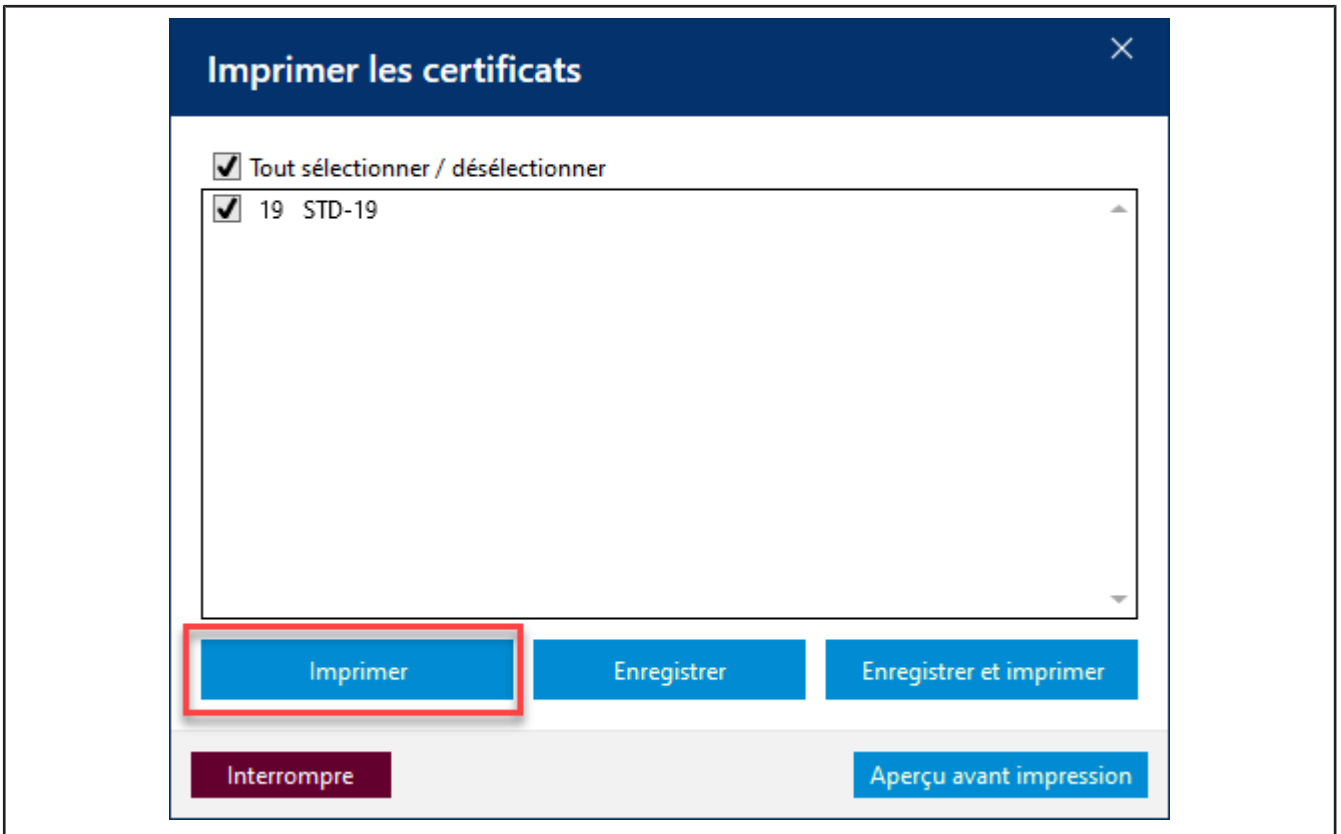 Imprimer les certificats
Tout sélectionner / désélectionner
19 STD-19
Imprimer
Enregistrer
Enregistrer et imprimer
Interrompre
Aperçu avant impression